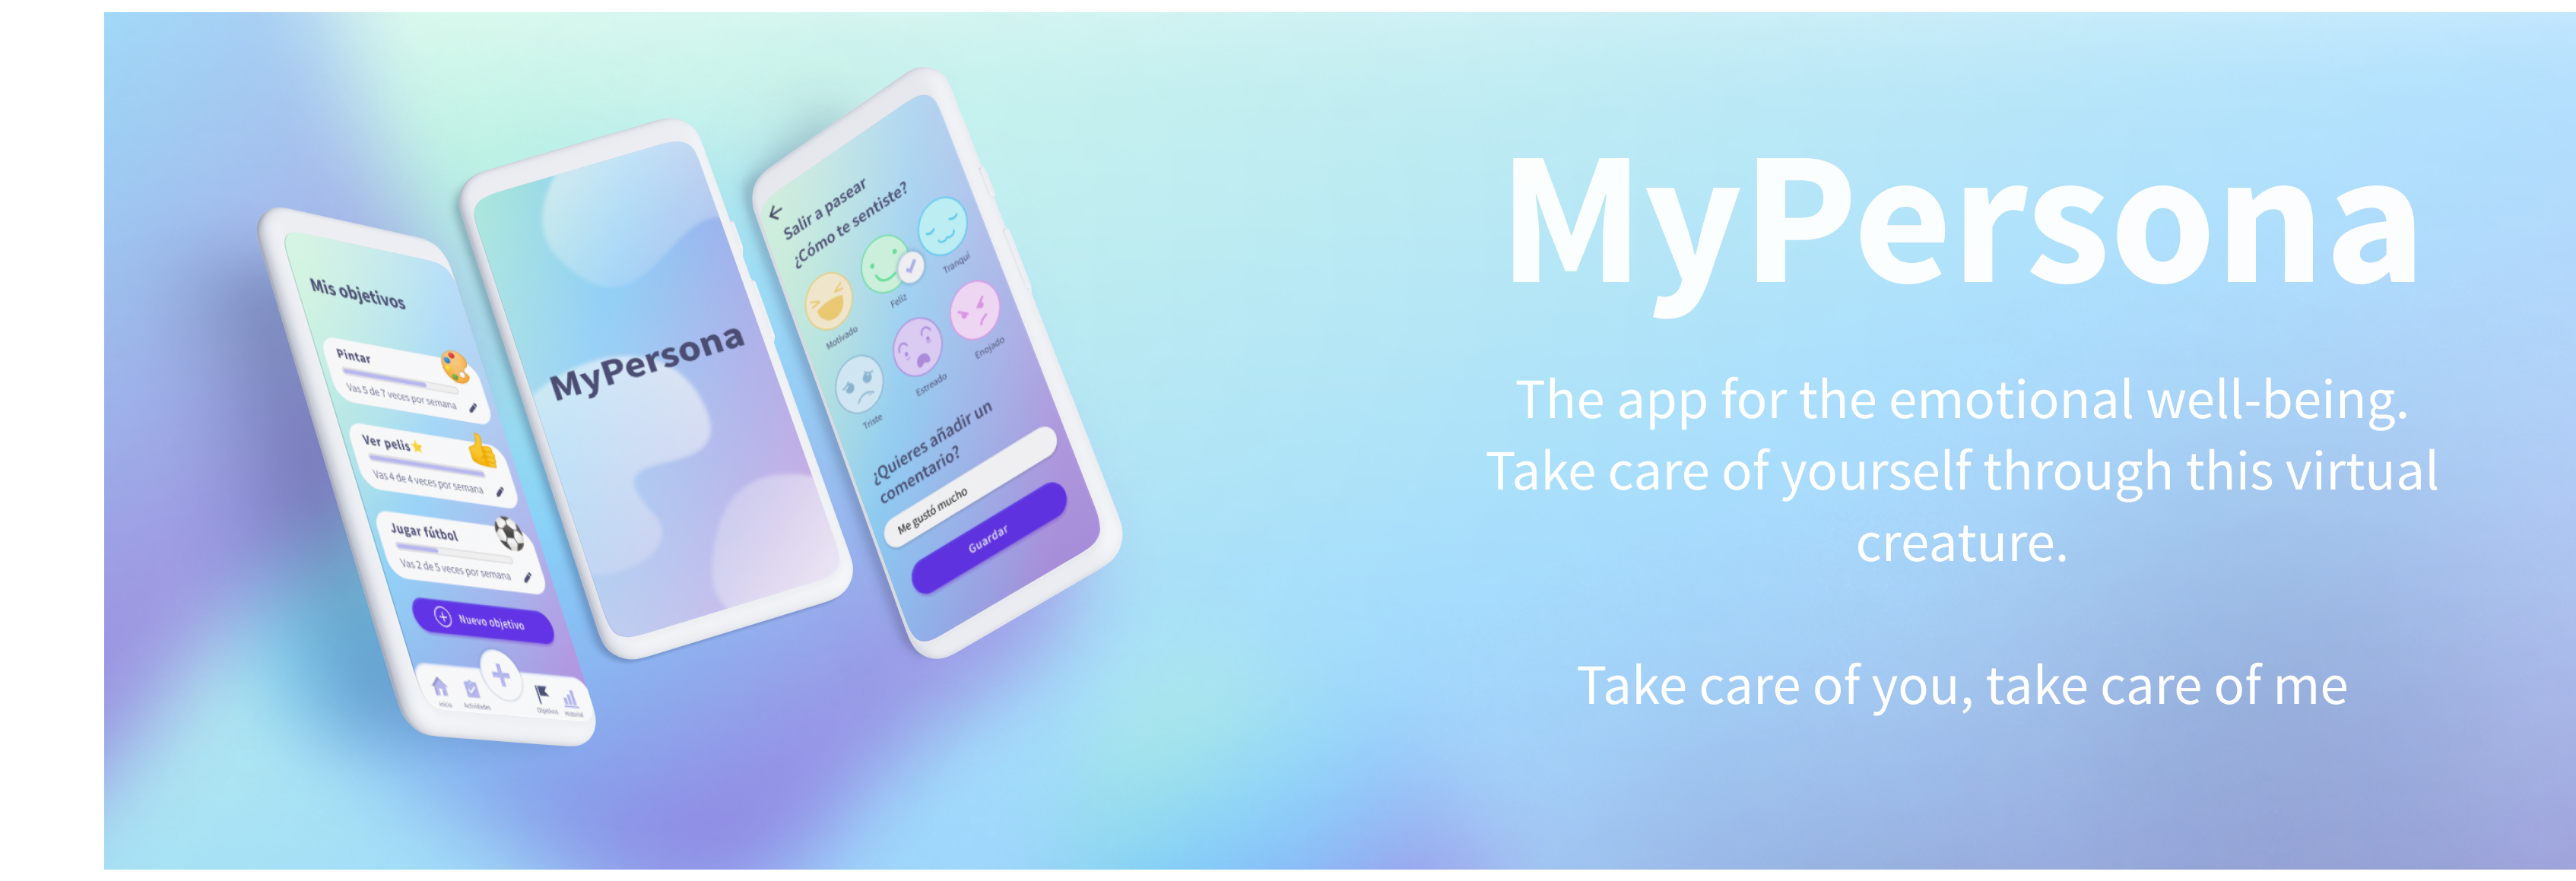 Mis objetivos
Pintar
Vas 5 de 7 veces por semana
Ver pelis
Vas 4 de 4 veces por semana
Jugar fútbol
Vas 2 de 5 veces por semana
Nuevo objetivo
Inicio
Actividades
Objetivos
Historial
MyPersona
Salir a pasear
¿Cómo te sentiste?
Motivado
Feliz
Tranqui
Triste
Estreado
Enojado
¿Quieres añadir un
comentario?
Me gustó mucho
Guardar
MyPersona
The app for the emotional well-being.
Take care of yourself through this virtual
creature.
Take care of you, take care of me